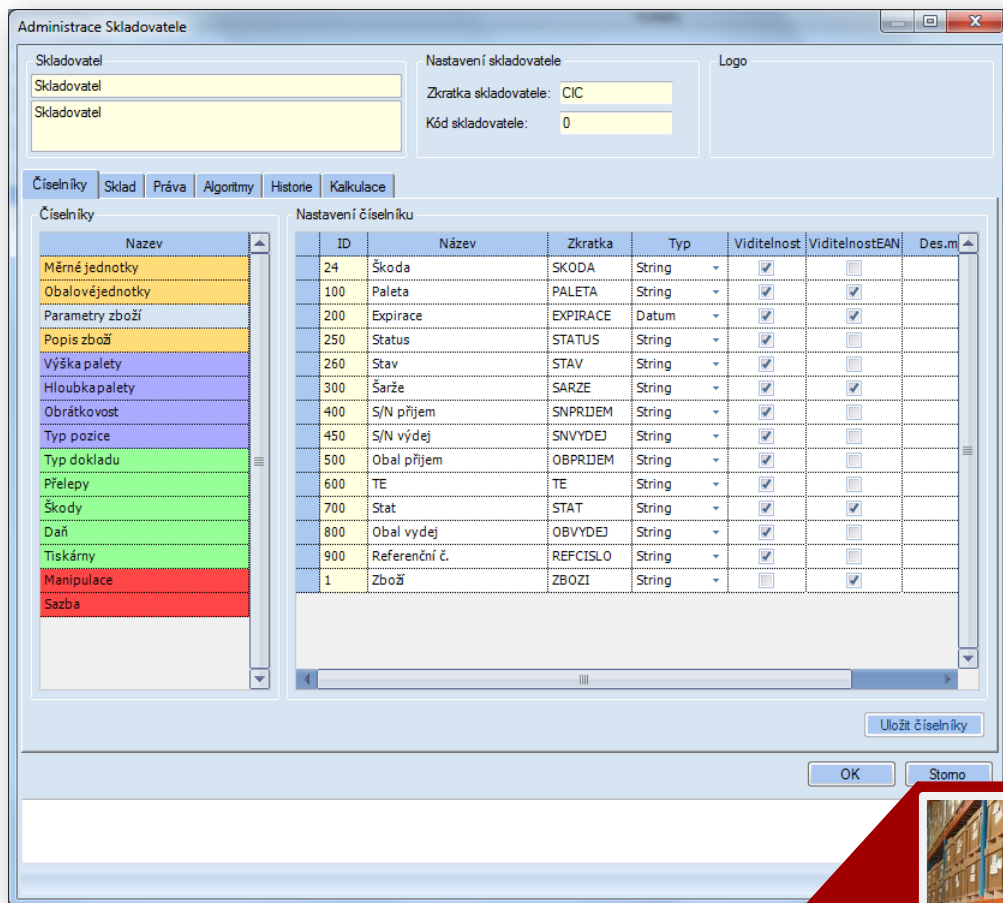 Administrace Skladovatele
Skladovatel
Skladovatel
Skladovatel
Nastavení skladovatele
Zkratka skladovatele: CIC
Kód skladovatele: 0
Logo
Číselníky Sklad Práva Algoritmy Historie Kalkulace
Číselníky
Nazev
Měrné jednotky
Obalovéjednotky
Parametry zboží
Popis zboží
Výška palety
Hloubkapalety
Obrátkovost
Typ pozice
Typ dokladu
Přelepy
Škody
Daň
Tiskárny
Manipulace
Sazba
Nastavení číselníku
ID Název Zkratka Typ Viditelnost ViditelnostEAN Des.m
24 Škoda SKODA String
100 Paleta PALETA String
200 Expirace EXPIRACE Datum
250 Status STATUS String
260 Stav STAV String
300 Šarže SARZE String
400 S/N přijem SNPRIJEM String
450 S/N výdej SNVYDEJ String
500 Obal přijem OBPRIJEM String
600 TE TE String
700 Stat STAT String
800 Obal vydej OBVYDEJ String
900 Referenční č. REFCISLO String
1 Zboží ZBOZI String
Uložit číselníky
OK Storno